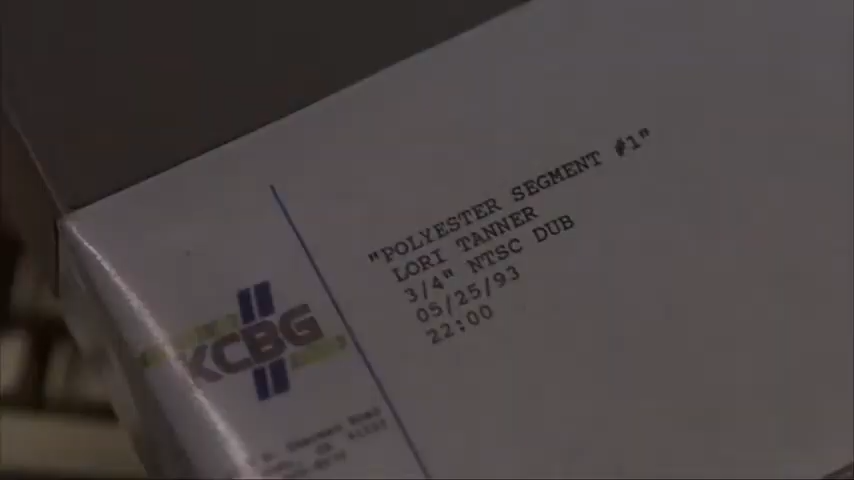 "POLYESTER SEGMENT #1"
LORI TANNER
3/4" NTSC DUB
05/25/93
22:00
KCBG